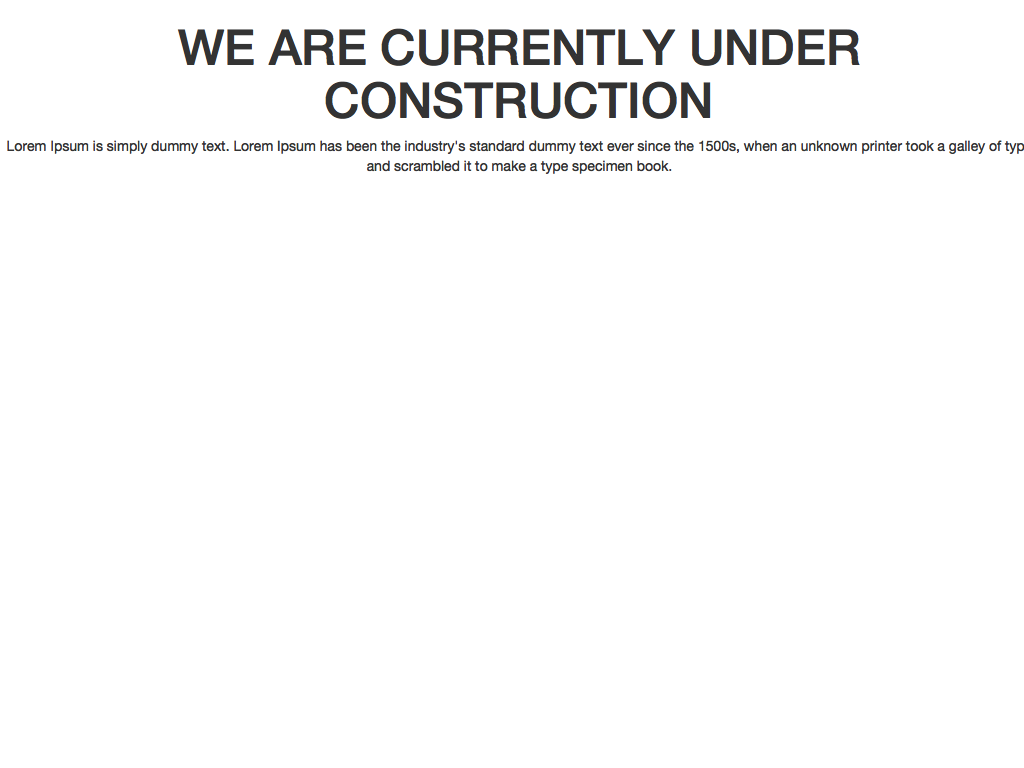 WE ARE CURRENTLY UNDER
CONSTRUCTION
Lorem Ipsum is simply dummy text. Lorem Ipsum has been the industry's standard dummy text ever since the 1500s, when an unknown printer took a galley of typ
and scrambled it to make a type specimen book.